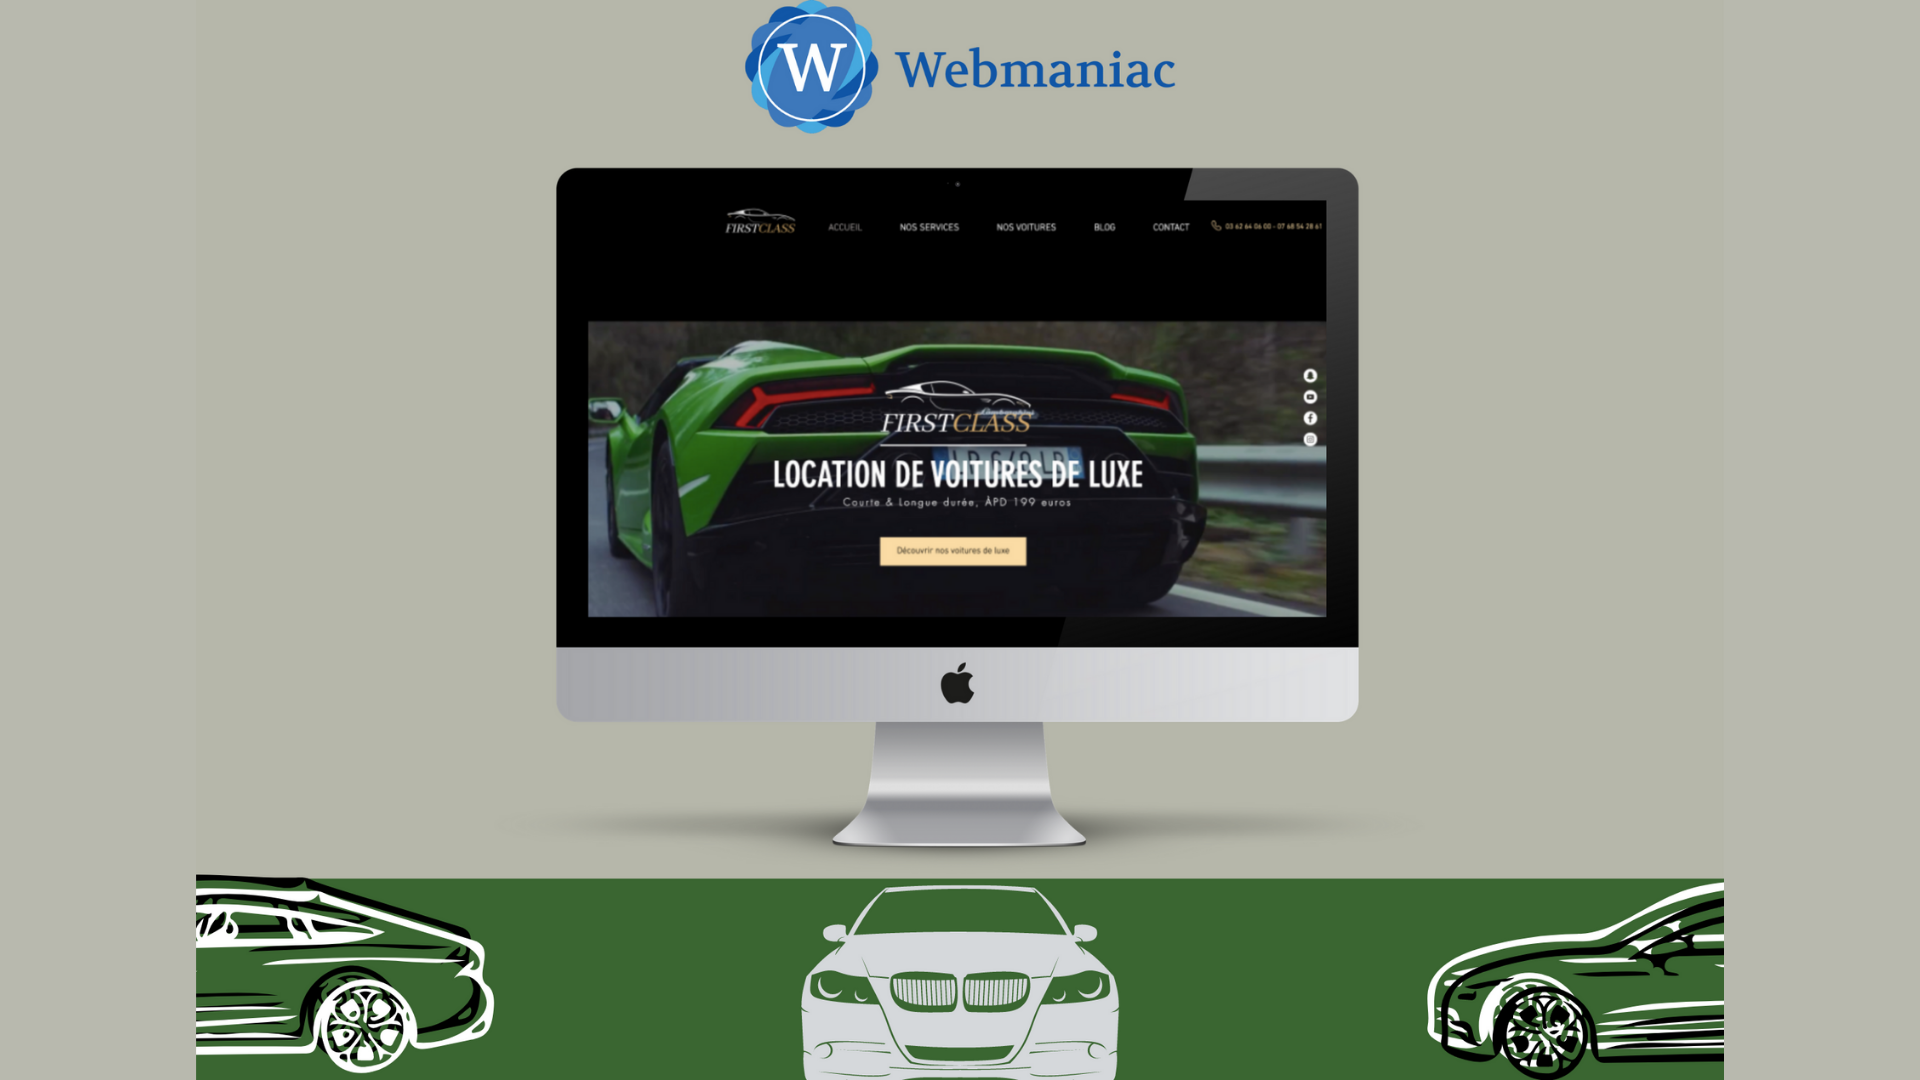 W
Webmaniac
FIRSTCLASS
ACCUEIL
NOS SERVICES
NOS VOITURES
BLOG
CONTACT
03 62 64 06 00 - 07 68 54 28 61
FIRSTCLASS
LOCATION DE VOITURES DE LUXE
Courte & Longue durée, ÀPD 199 euros
Découvrir nos voitures de luxe